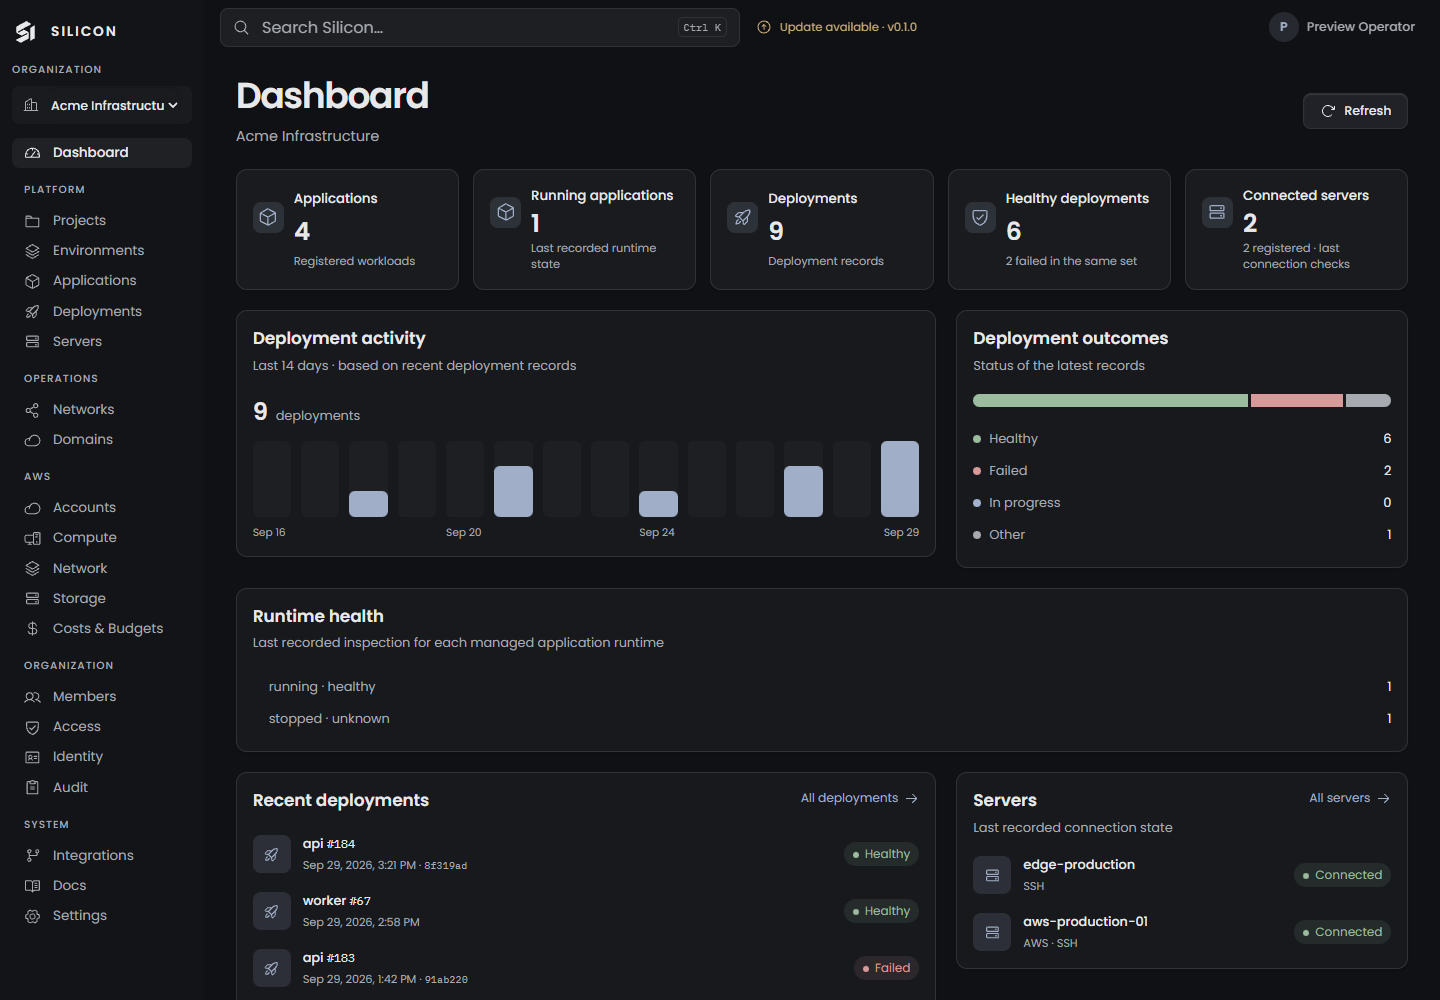 SILICON
Search Silicon...
Ctrl K
Update available · v0.1.0
P
Preview Operator
ORGANIZATION
Acme Infrastructu
Dashboard
PLATFORM
Projects
Environments
Applications
Deployments
Servers
OPERATIONS
Networks
Domains
AWS
Accounts
Compute
Network
Storage
Costs & Budgets
ORGANIZATION
Members
Access
Identity
Audit
SYSTEM
Integrations
Docs
Settings
Dashboard
Acme Infrastructure
Refresh
Applications
4
Registered workloads
Running applications
1
Last recorded runtime
state
Deployments
9
Deployment records
Healthy deployments
6
2 failed in the same set
Connected servers
2
2 registered · last
connection checks
Deployment activity
Last 14 days · based on recent deployment records
9 deployments
Sep 16
Sep 20
Sep 24
Sep 29
Deployment outcomes
Status of the latest records
Healthy 6
Failed 2
In progress 0
Other 1
Runtime health
Last recorded inspection for each managed application runtime
running · healthy 1
stopped · unknown 1
Recent deployments
All deployments →
api #184
Sep 29, 2026, 3:21 PM · 8f319ad
Healthy
worker #67
Sep 29, 2026, 2:58 PM
Healthy
api #183
Sep 29, 2026, 1:42 PM · 91ab220
Failed
Servers
All servers →
Last recorded connection state
edge-production
SSH
Connected
aws-production-01
AWS · SSH
Connected